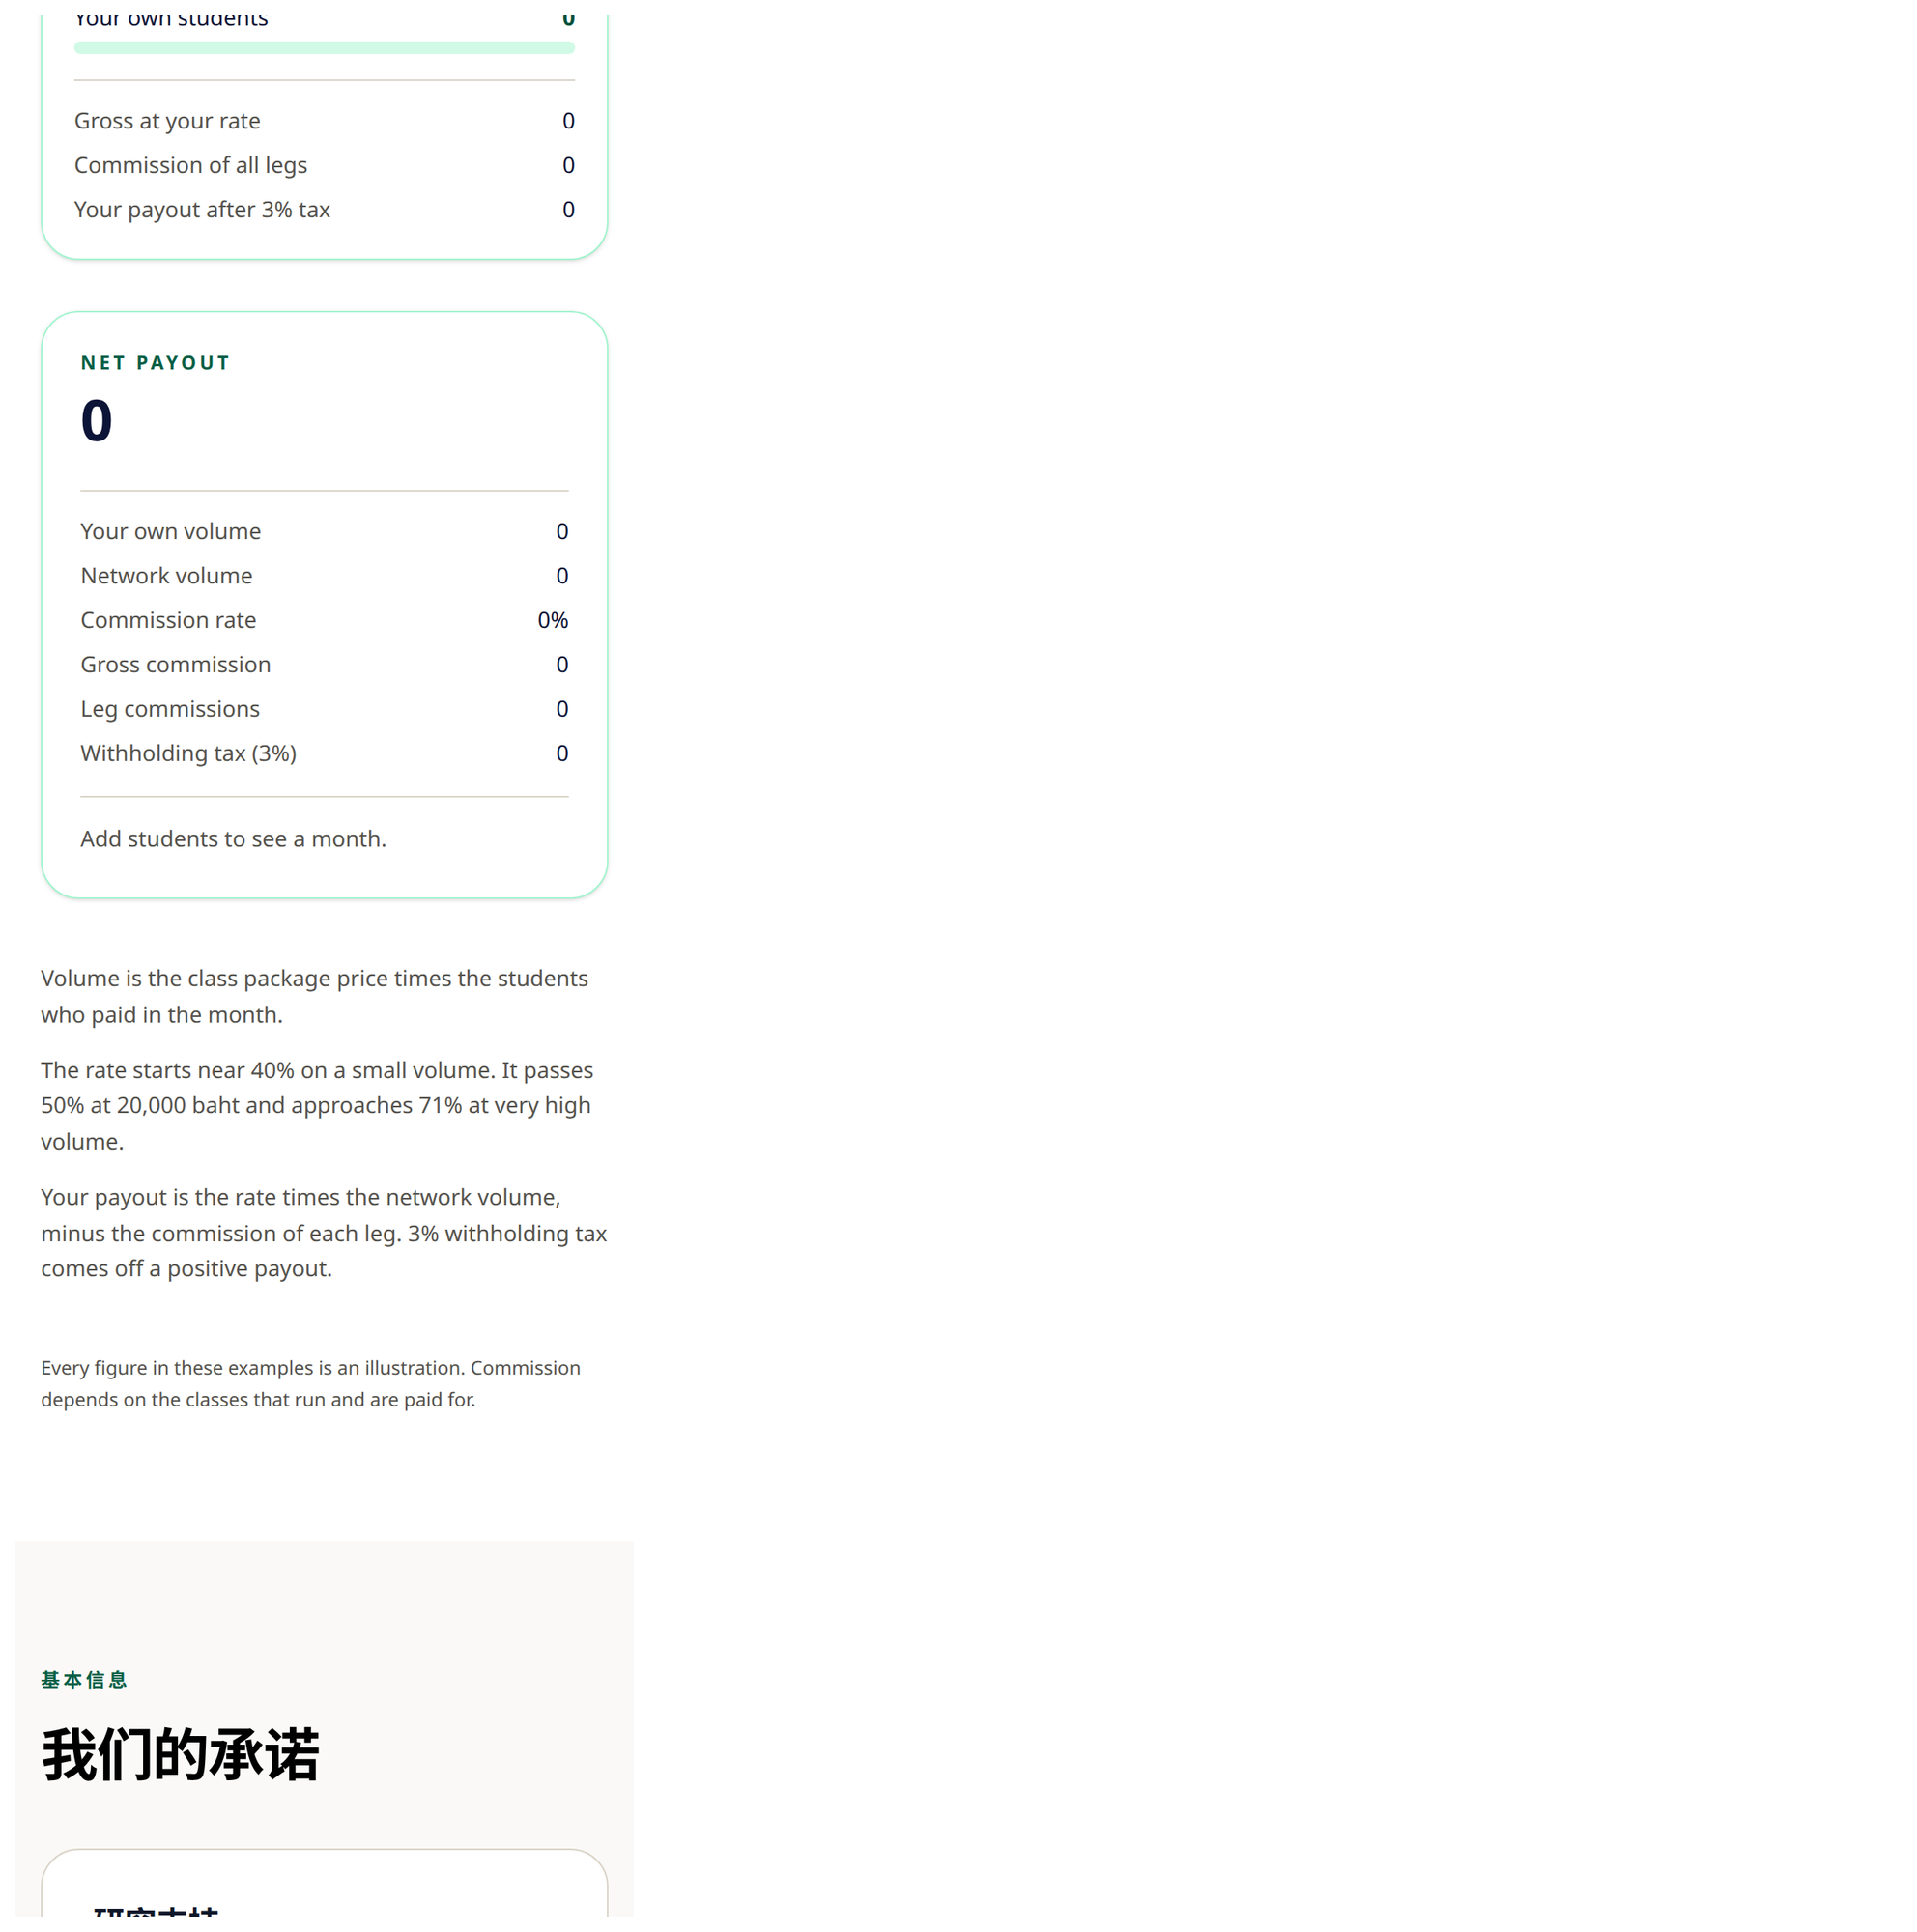 Your own students 0
Gross at your rate 0
Commission of all legs 0
Your payout after 3% tax 0
NET PAYOUT
0
Your own volume 0
Network volume 0
Commission rate 0%
Gross commission 0
Leg commissions 0
Withholding tax (3%) 0
Add students to see a month.
Volume is the class package price times the students
who paid in the month.
The rate starts near 40% on a small volume. It passes
50% at 20,000 baht and approaches 71% at very high
volume.
Your payout is the rate times the network volume,
minus the commission of each leg. 3% withholding tax
comes off a positive payout.
Every figure in these examples is an illustration. Commission
depends on the classes that run and are paid for.
基本信息
我们的承诺